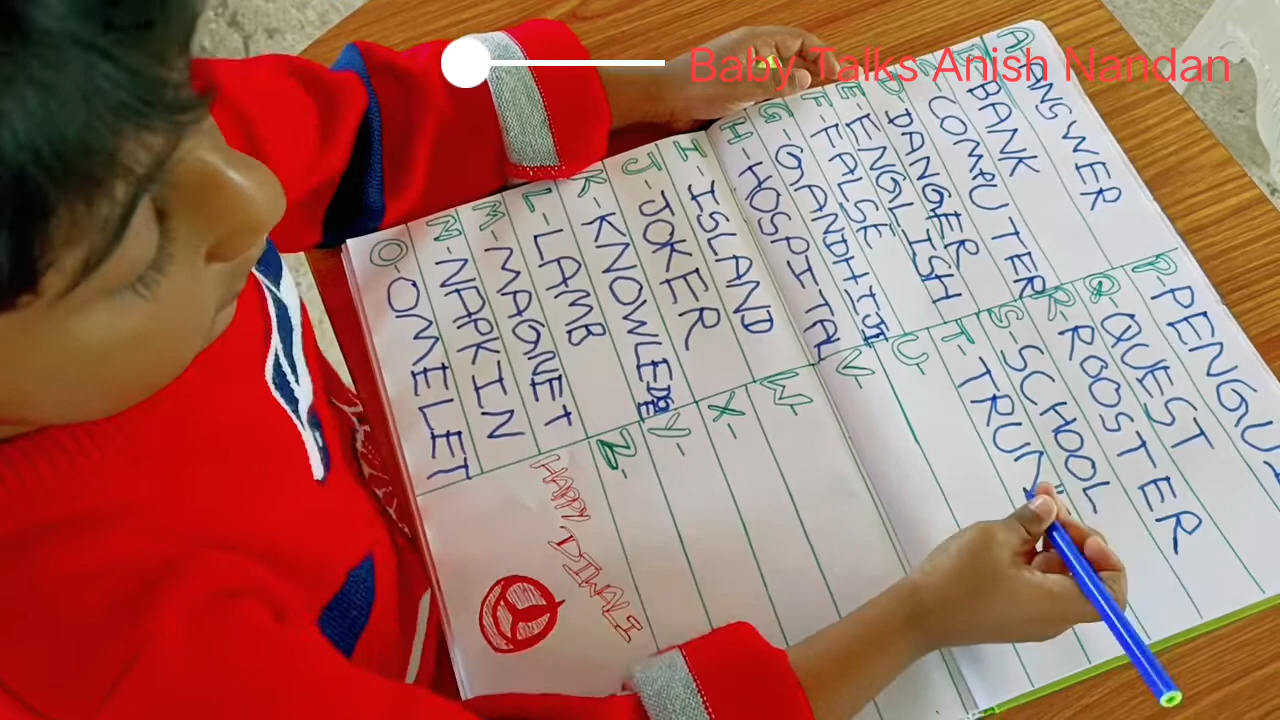 Baby Talks Anish Nandan
A- ANSWER
B- BANK
C- COMPUTER
D- DANGER
E- ENGLISH
F- FALSE
G- GANDHIJI
H- HOSPITAL
I- ISLAND
J- JOKER
K- KNOWLEDGE
L- LAMB
M- MAGNET
N- NAPKIN
O- OMELET
P- PENGUI
Q- QUEST
R ROOSTER
S- SCHOOL
T- TRUN
U-
V-
W-
X-
Y-
Z-
HAPPY DIWALI